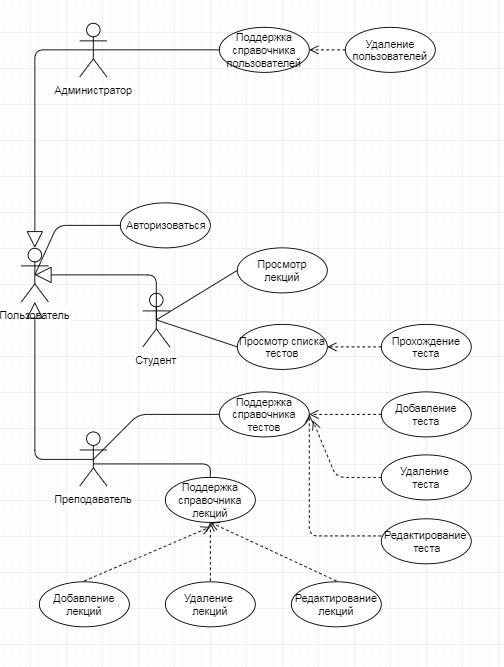 Поддержка
справочника
пользователей
Удаление
пользователей
Администратор
Авторизоваться
Пользователь
Просмотр
лекций
Студент
Просмотр списка
тестов
Прохождение
теста
Поддержка
справочника
тестов
Добавление
теста
Преподаватель
Удаление
теста
Поддержка
справочника
лекций
Редактирование
теста
Добавление
лекций
Удаление
лекций
Редактирование
лекций